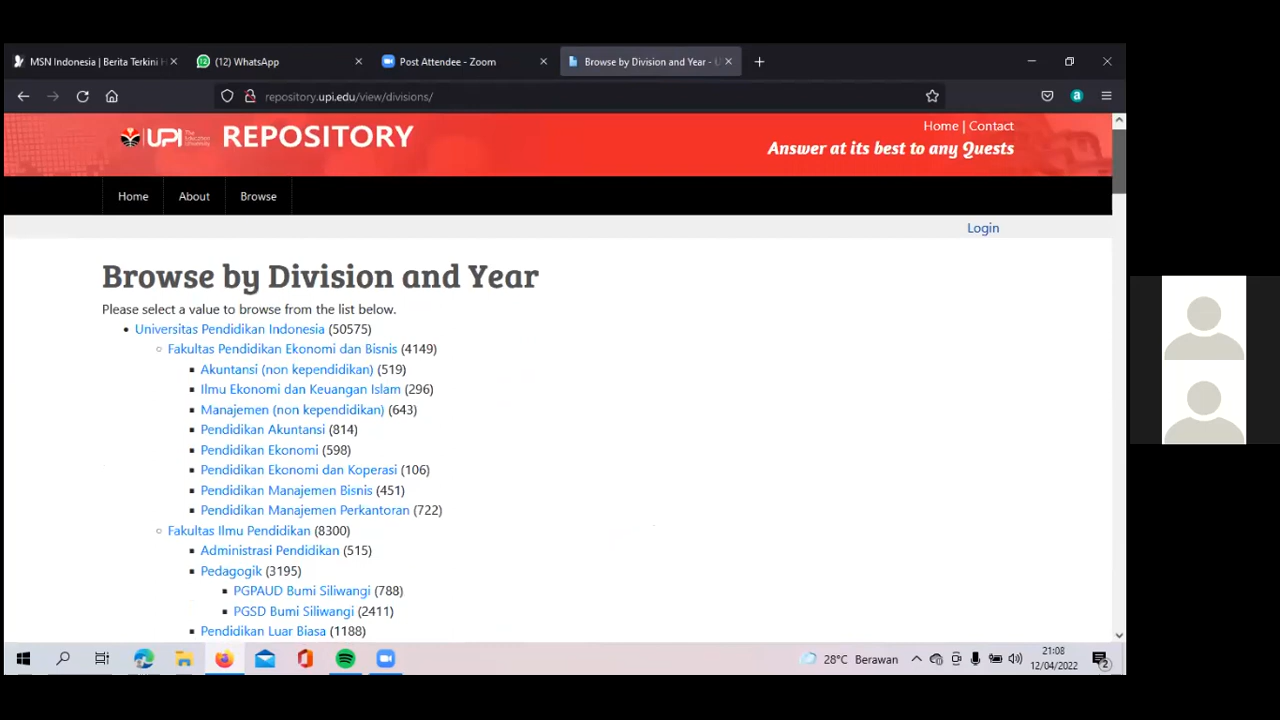 MSN Indonesia | Berita Terkini H
(12) WhatsApp
Post Attendee - Zoom
Browse by Division and Year - U
repository.upi.edu/view/divisions/
a
UPI The Education University REPOSITORY
Home | Contact
Answer at its best to any Quests
Home About Browse
Login
Browse by Division and Year
Please select a value to browse from the list below.
Universitas Pendidikan Indonesia (50575)
Fakultas Pendidikan Ekonomi dan Bisnis (4149)
Akuntansi (non kependidikan) (519)
Ilmu Ekonomi dan Keuangan Islam (296)
Manajemen (non kependidikan) (643)
Pendidikan Akuntansi (814)
Pendidikan Ekonomi (598)
Pendidikan Ekonomi dan Koperasi (106)
Pendidikan Manajemen Bisnis (451)
Pendidikan Manajemen Perkantoran (722)
Fakultas Ilmu Pendidikan (8300)
Administrasi Pendidikan (515)
Pedagogik (3195)
PGPAUD Bumi Siliwangi (788)
PGSD Bumi Siliwangi (2411)
Pendidikan Luar Biasa (1188)
28°C Berawan
21:08
12/04/2022
2